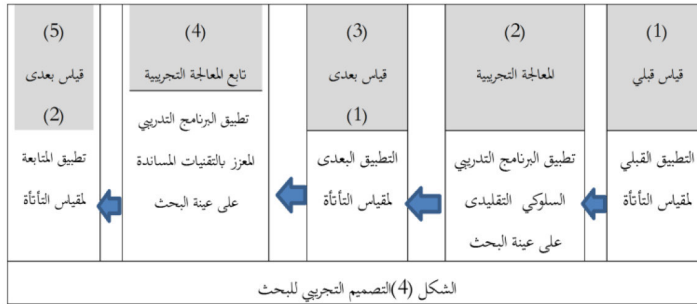 (1)
قياس قبلي
التطبيق القبلي
لمقياس التأتأة
(2)
المعالجة التجريبية
تطبيق البرنامج التدريبي
السلوكي التقليدى
على عينة البحث
(3)
قياس بعدى
(1)
التطبيق البعدى
لمقياس التأتأة
(4)
تابع المعالجة التجريبية
تطبيق البرنامج التدريبي
المعزز بالتقنيات المساندة
على عينة البحث
(5)
قياس بعدى
(2)
تطبيق المتابعة
لمقياس التأتأة
الشكل (4)التصميم التجريبي للبحث